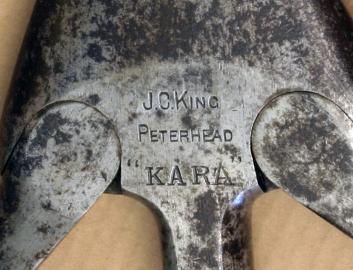 J.C. KING
PETERHEAD
"KARA"